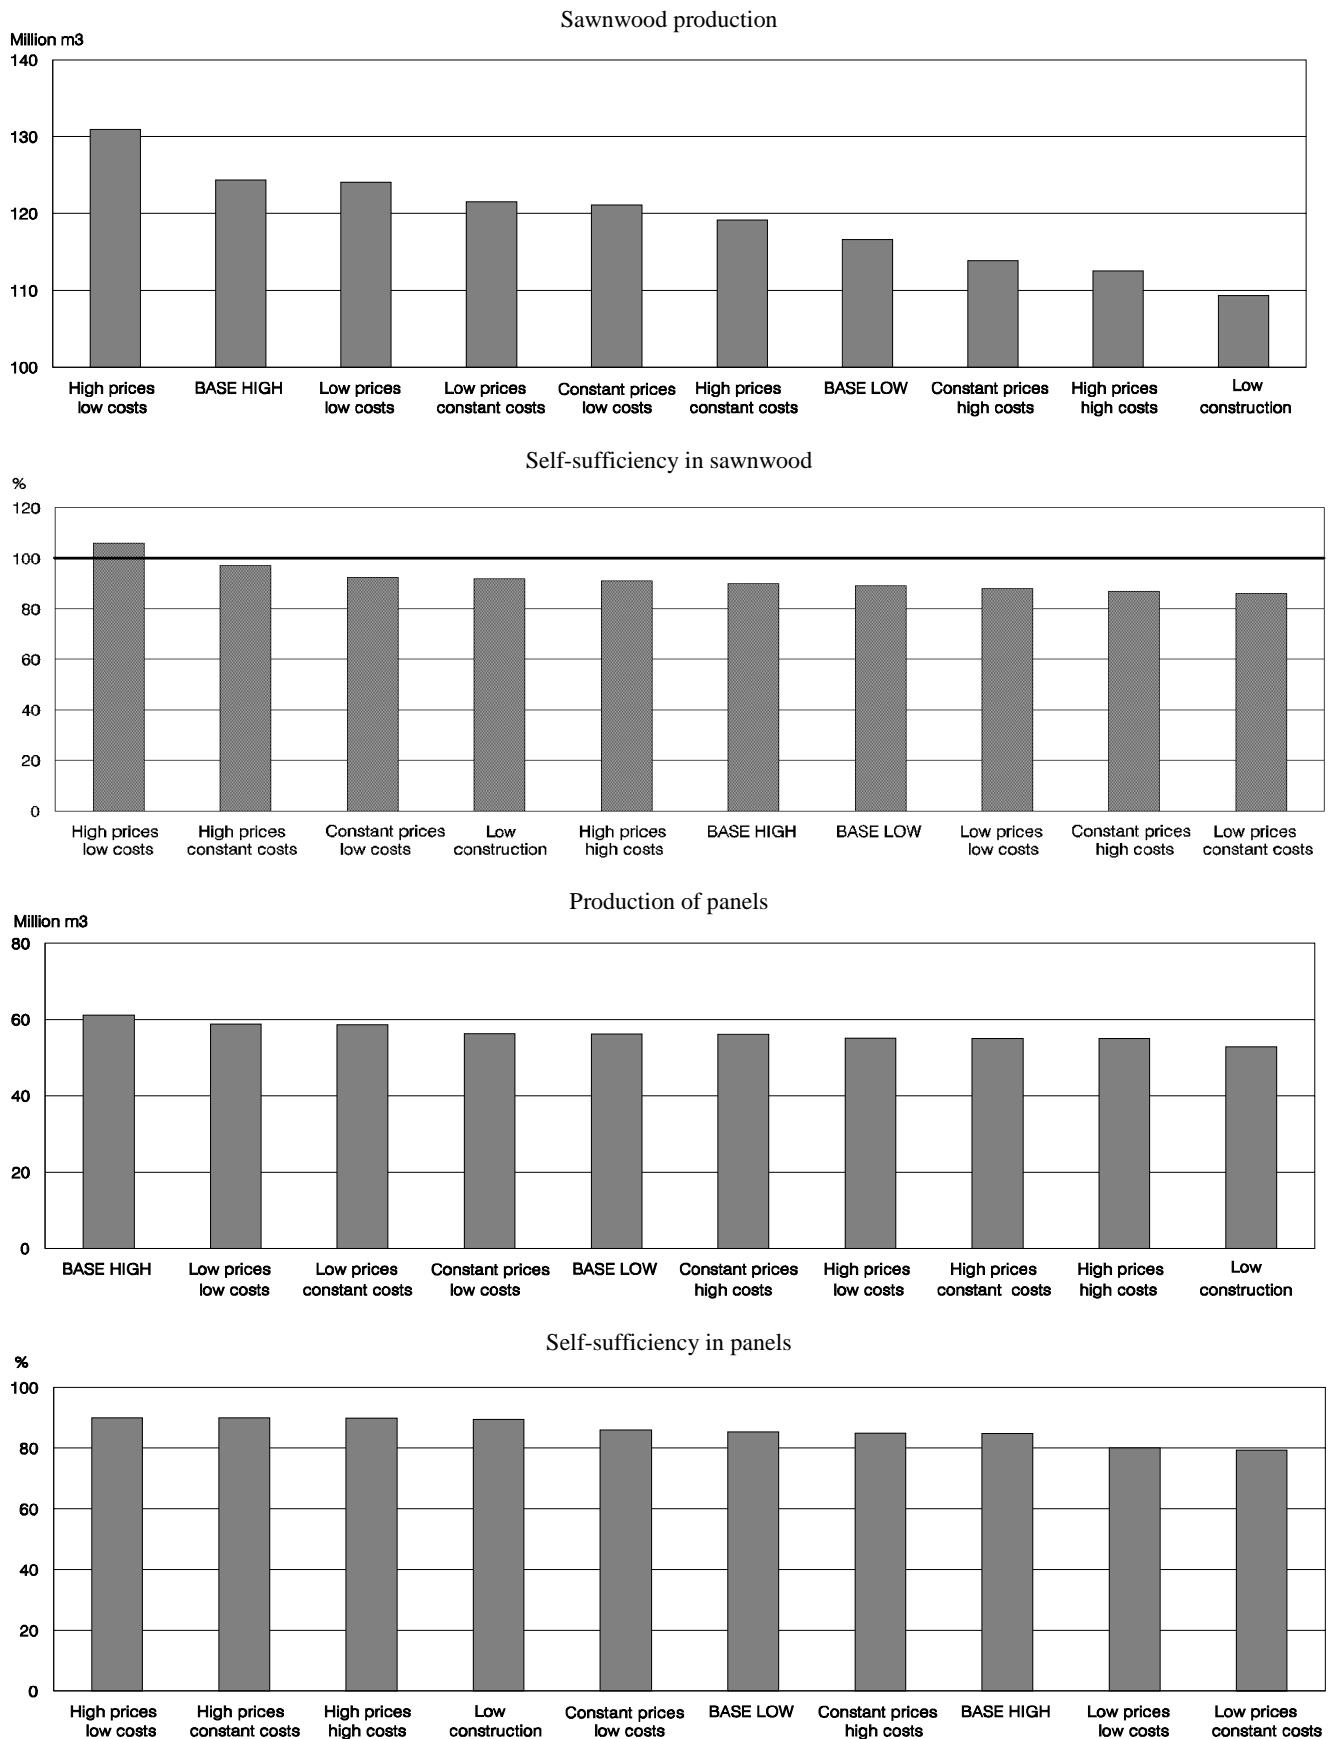 Sawnwood production
Million m3
140
130
120
110
100
High prices low costs
BASE HIGH
Low prices low costs
Low prices constant costs
Constant prices low costs
High prices constant costs
BASE LOW
Constant prices high costs
High prices high costs
Low construction
Self-sufficiency in sawnwood
%
120
100
80
60
40
20
0
High prices low costs
High prices constant costs
Constant prices low costs
Low construction
High prices high costs
BASE HIGH
BASE LOW
Low prices low costs
Constant prices high costs
Low prices constant costs
Production of panels
Million m3
80
60
40
20
0
BASE HIGH
Low prices low costs
Low prices constant costs
Constant prices low costs
BASE LOW
Constant prices high costs
High prices low costs
High prices constant costs
High prices high costs
Low construction
Self-sufficiency in panels
%
100
80
60
40
20
0
High prices low costs
High prices constant costs
High prices high costs
Low construction
Constant prices low costs
BASE LOW
Constant prices high costs
BASE HIGH
Low prices low costs
Low prices constant costs